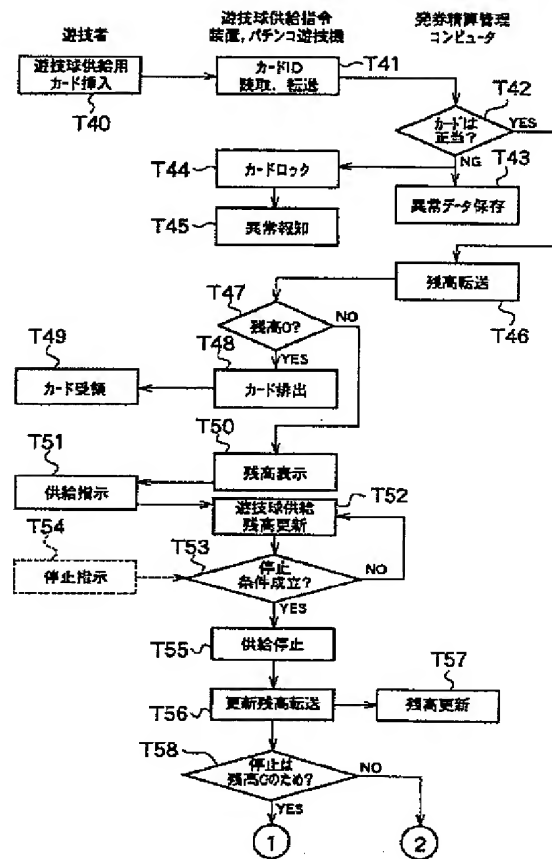 遊技者
遊技球供給指令
装置，パチンコ遊技機
発券精算管理
コンピュータ
遊技球供給用
カード挿入
T40
カードID
読取，転送
T41
カードは
正当？
T42
YES
NG
T43
異常データ保存
T44
カードロック
T45
異常報知
残高転送
T46
T47
残高0？
NO
YES
T48
カード排出
T49
カード受領
T50
残高表示
T51
供給指示
T52
遊技球供給
残高更新
T53
停止
条件成立？
NO
YES
T54
停止指示
T55
供給停止
T56
更新残高転送
T57
残高更新
T58
停止は
残高0のため？
NO
YES
1
2